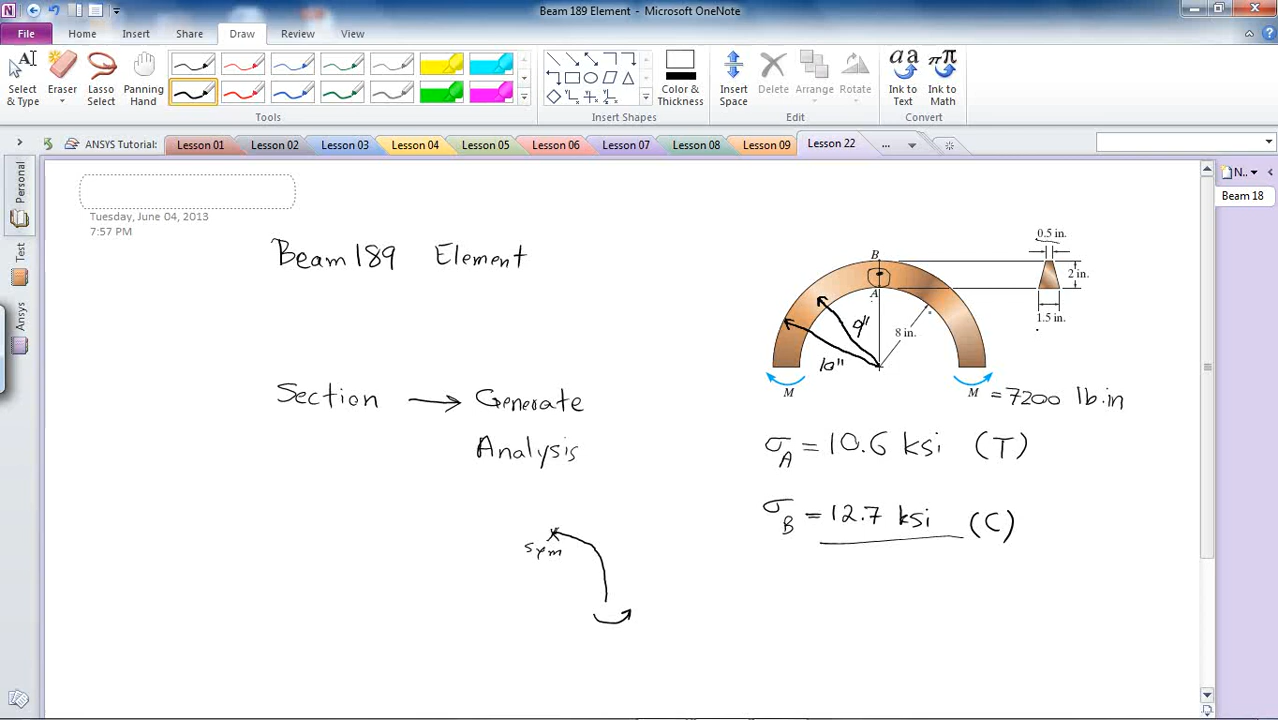 Beam 189 Element - Microsoft OneNote
File Home Insert Share Draw Review View
Select & Type
Eraser
Lasso Select
Panning Hand
Color & Thickness
Insert Space
Delete
Arrange
Rotate
Ink to Text
Ink to Math
Tools
Insert Shapes
Edit
Convert
ANSYS Tutorial: Lesson 01 Lesson 02 Lesson 03 Lesson 04 Lesson 05 Lesson 06 Lesson 07 Lesson 08 Lesson 09 Lesson 22 ...
N..
Beam 18
Personal
Test
Ansys
Tuesday, June 04, 2013
7:57 PM
Beam 189 Element
Section → Generate
Analysis
sym
B
A
9"
10"
8 in.
0.5 in.
2 in.
1.5 in.
M
M = 7200 lb.in
σA = 10.6 ksi (T)
σB = 12.7 ksi (C)